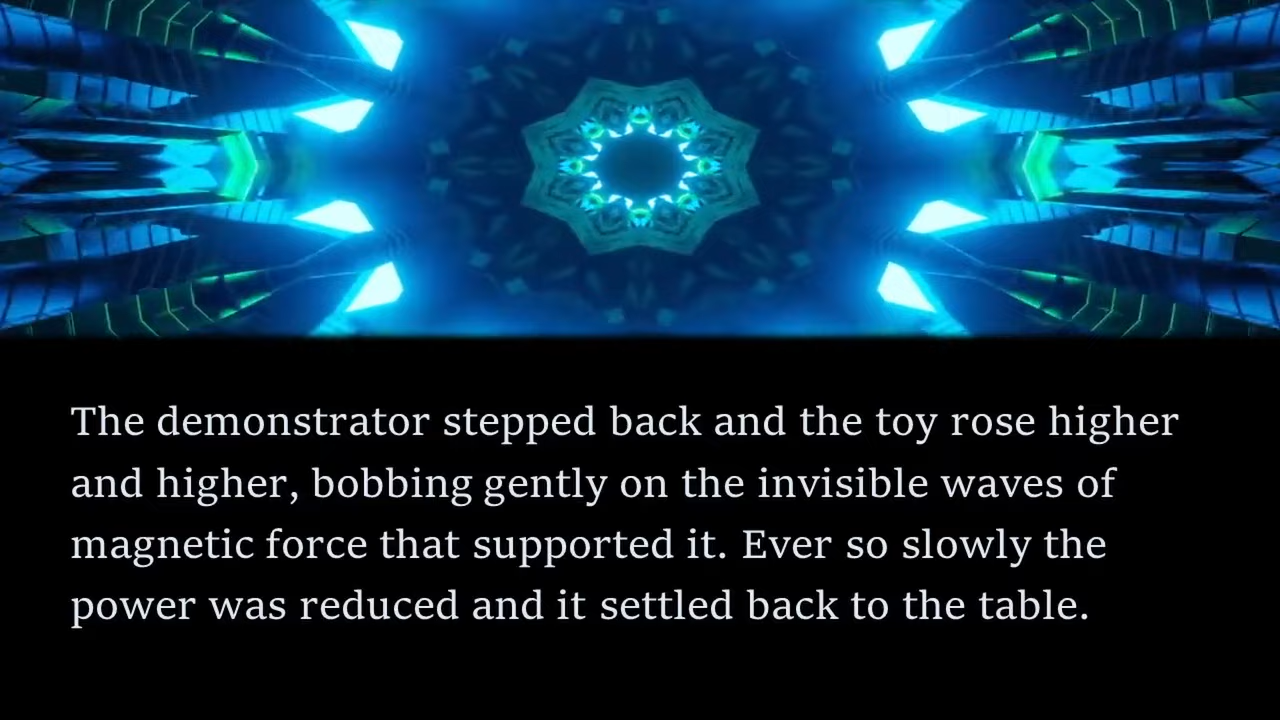 The demonstrator stepped back and the toy rose higher
and higher, bobbing gently on the invisible waves of
magnetic force that supported it. Ever so slowly the
power was reduced and it settled back to the table.